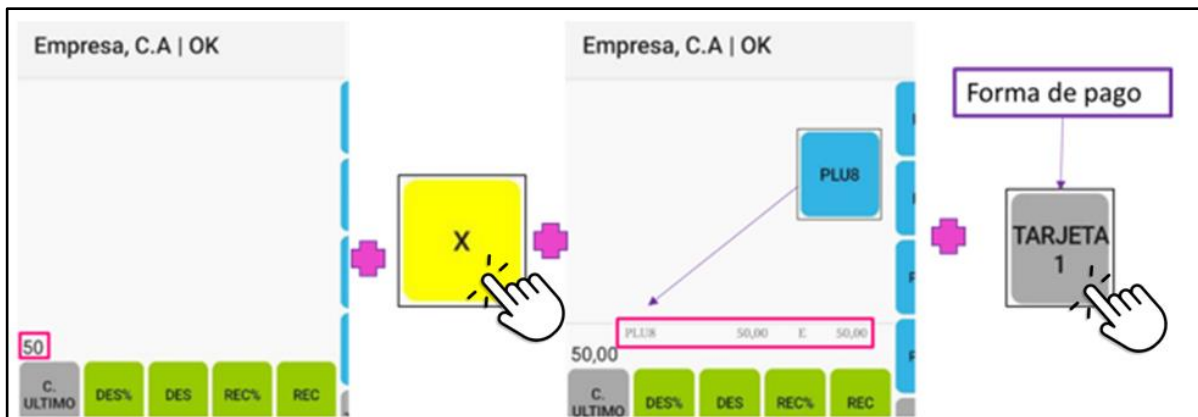 Empresa, C.A | OK
50
C. ULTIMO
DES%
DES
REC%
REC
X
Empresa, C.A | OK
PLU8
PLU8 50,00 E 50,00
50,00
C. ULTIMO
DES%
DES
REC%
REC
Forma de pago
TARJETA
1